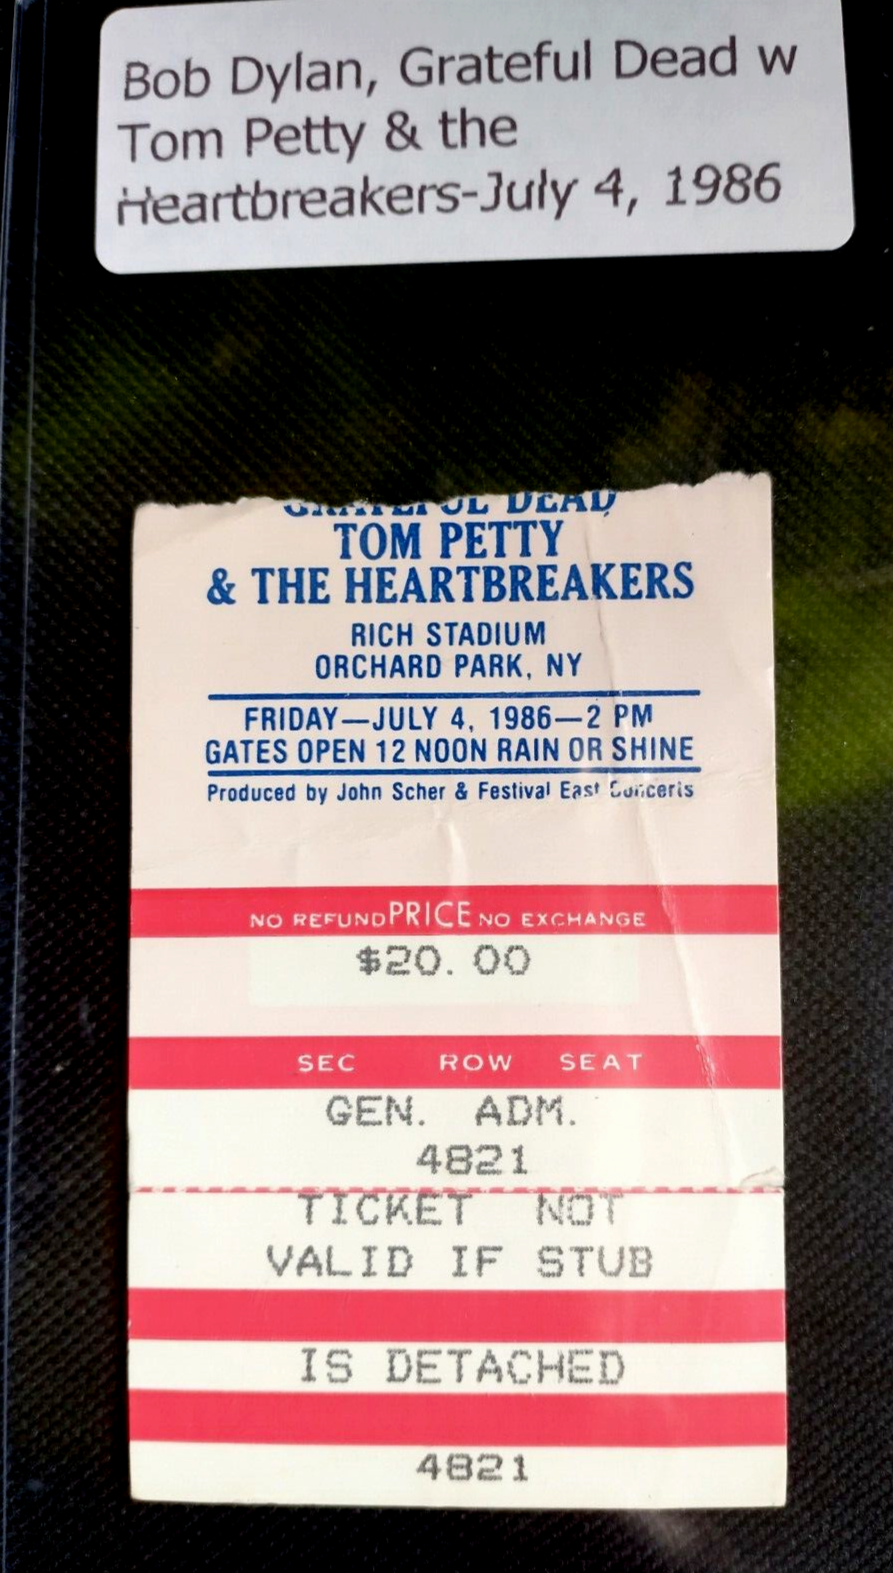 Bob Dylan, Grateful Dead w
Tom Petty & the
Heartbreakers-July 4, 1986
GRATEFUL DEAD
TOM PETTY
& THE HEARTBREAKERS
RICH STADIUM
ORCHARD PARK, NY
FRIDAY—JULY 4, 1986—2 PM
GATES OPEN 12 NOON RAIN OR SHINE
Produced by John Scher & Festival East Concerts
NO REFUND PRICE NO EXCHANGE
$20.00
SEC ROW SEAT
GEN. ADM.
4821
TICKET NOT
VALID IF STUB
IS DETACHED
4821